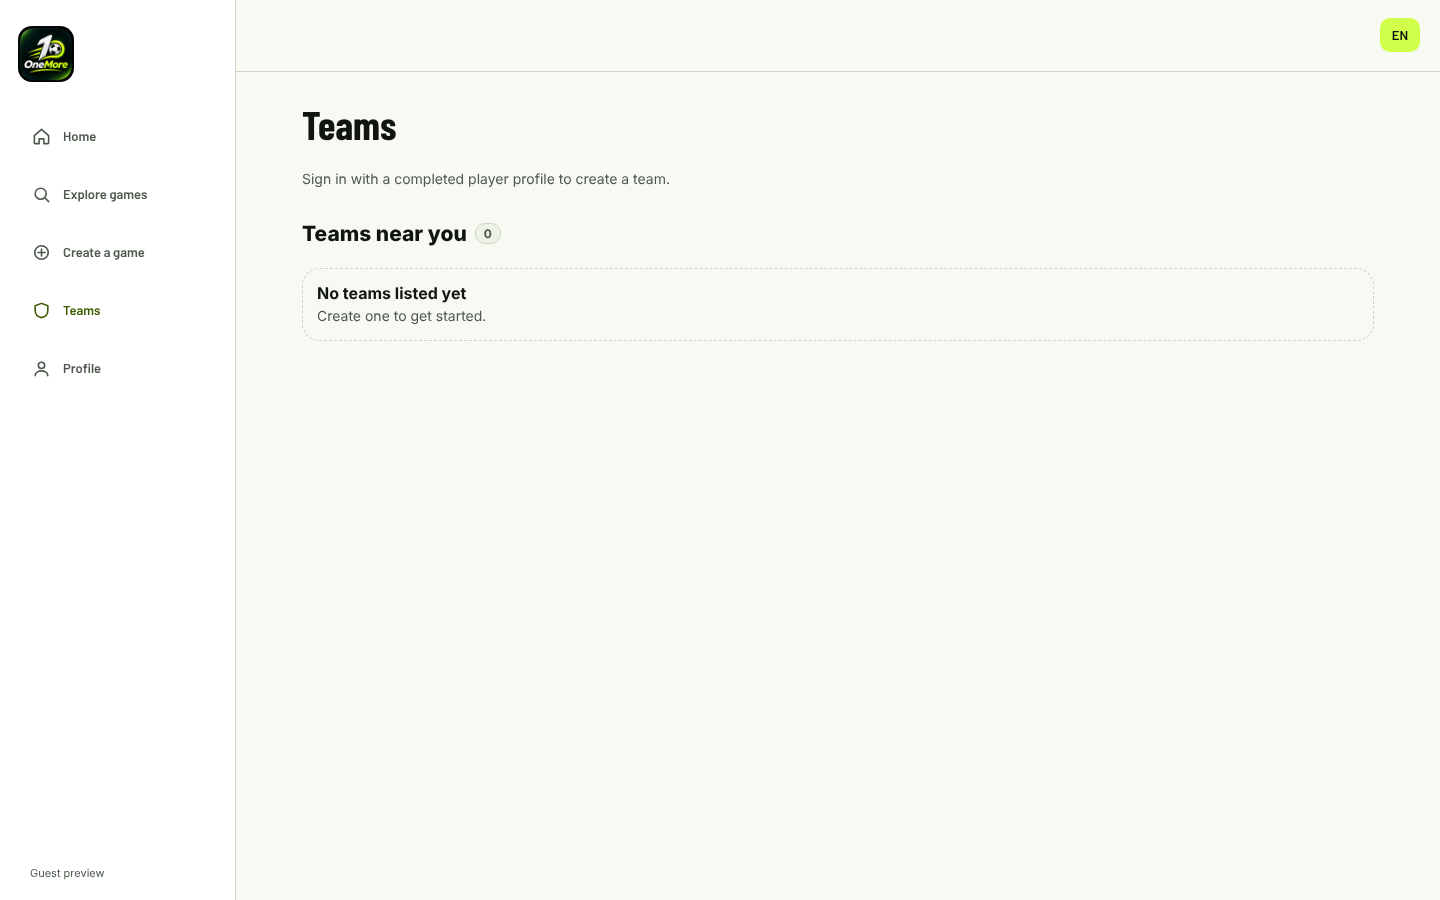 OneMore
EN
Home
Explore games
Create a game
Teams
Profile
Guest preview
Teams
Sign in with a completed player profile to create a team.
Teams near you 0
No teams listed yet
Create one to get started.